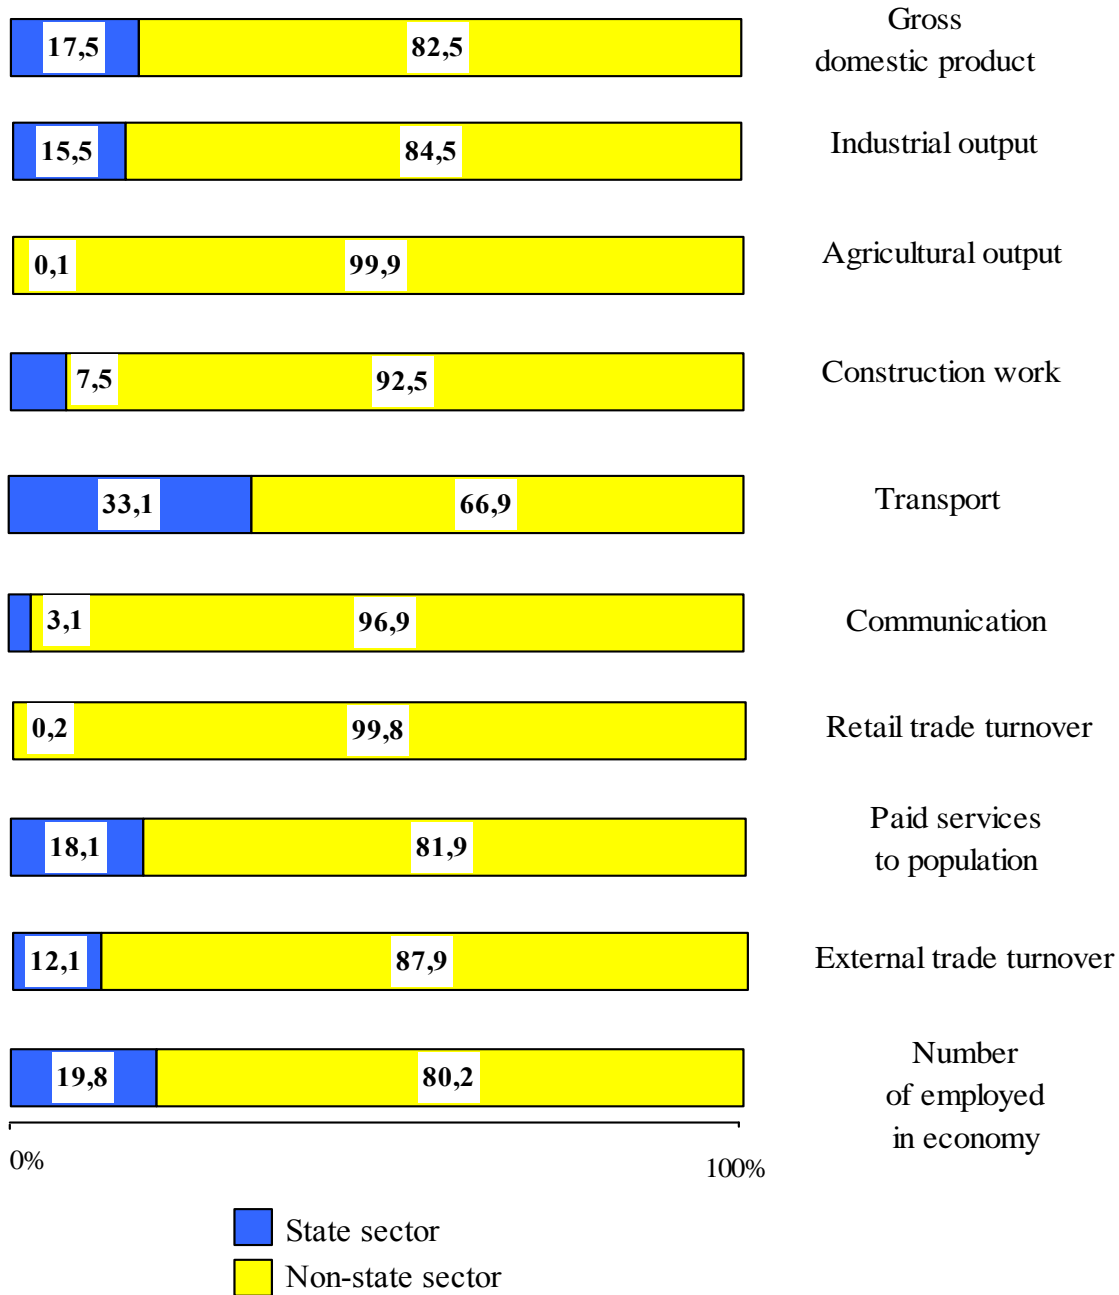 Gross
domestic product
17,5 82,5
Industrial output
15,5 84,5
Agricultural output
0,1 99,9
Construction work
7,5 92,5
Transport
33,1 66,9
Communication
3,1 96,9
Retail trade turnover
0,2 99,8
Paid services
to population
18,1 81,9
External trade turnover
12,1 87,9
Number
of employed
in economy
19,8 80,2
0% 100%
State sector
Non-state sector